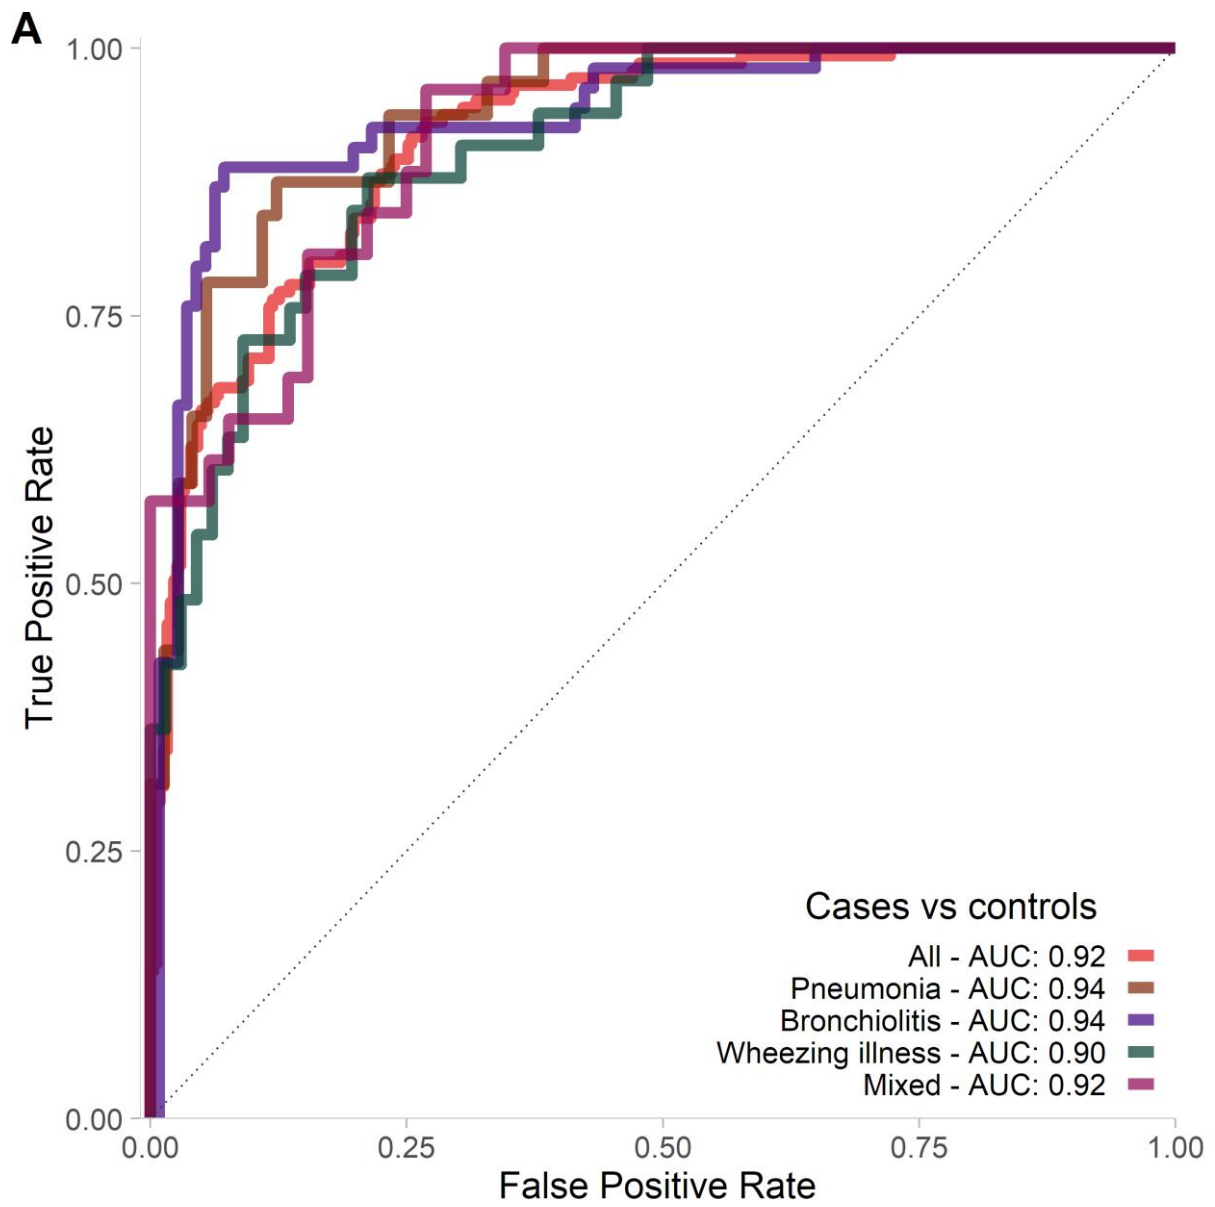 A
1.00
0.75
0.50
0.25
0.00
True Positive Rate
Cases vs controls
All - AUC: 0.92
Pneumonia - AUC: 0.94
Bronchiolitis - AUC: 0.94
Wheezing illness - AUC: 0.90
Mixed - AUC: 0.92
0.00 0.25 0.50 0.75 1.00
False Positive Rate